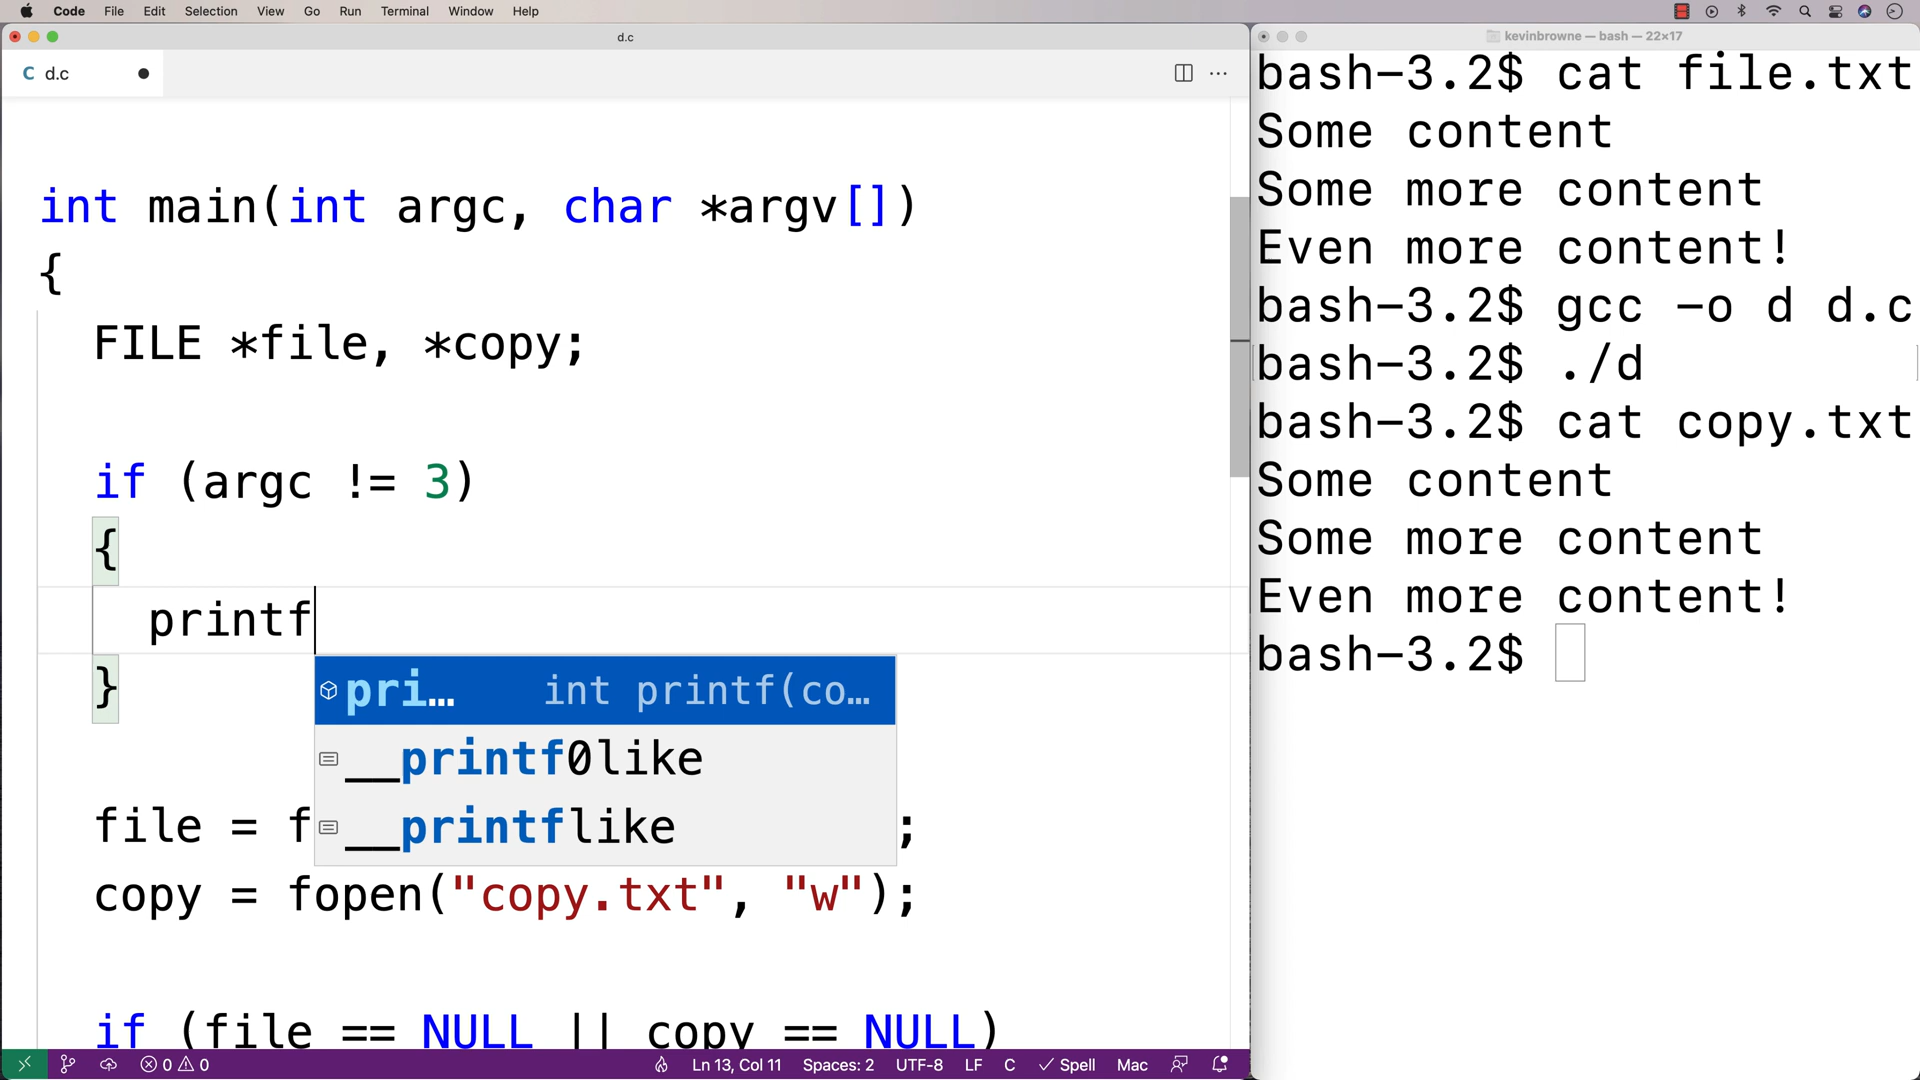 Code File Edit Selection View Go Run Terminal Window Help
d.c
C d.c
int main(int argc, char *argv[])
{
FILE *file, *copy;
if (argc != 3)
{
printf
}
pri… int printf(co…
__printf0like
__printflike
file = f ;
copy = fopen("copy.txt", "w");
if (file == NULL || copy == NULL)
0 0 Ln 13, Col 11 Spaces: 2 UTF-8 LF C Spell Mac
kevinbrowne — bash — 22×17
bash-3.2$ cat file.txt
Some content
Some more content
Even more content!
bash-3.2$ gcc -o d d.c
bash-3.2$ ./d
bash-3.2$ cat copy.txt
Some content
Some more content
Even more content!
bash-3.2$